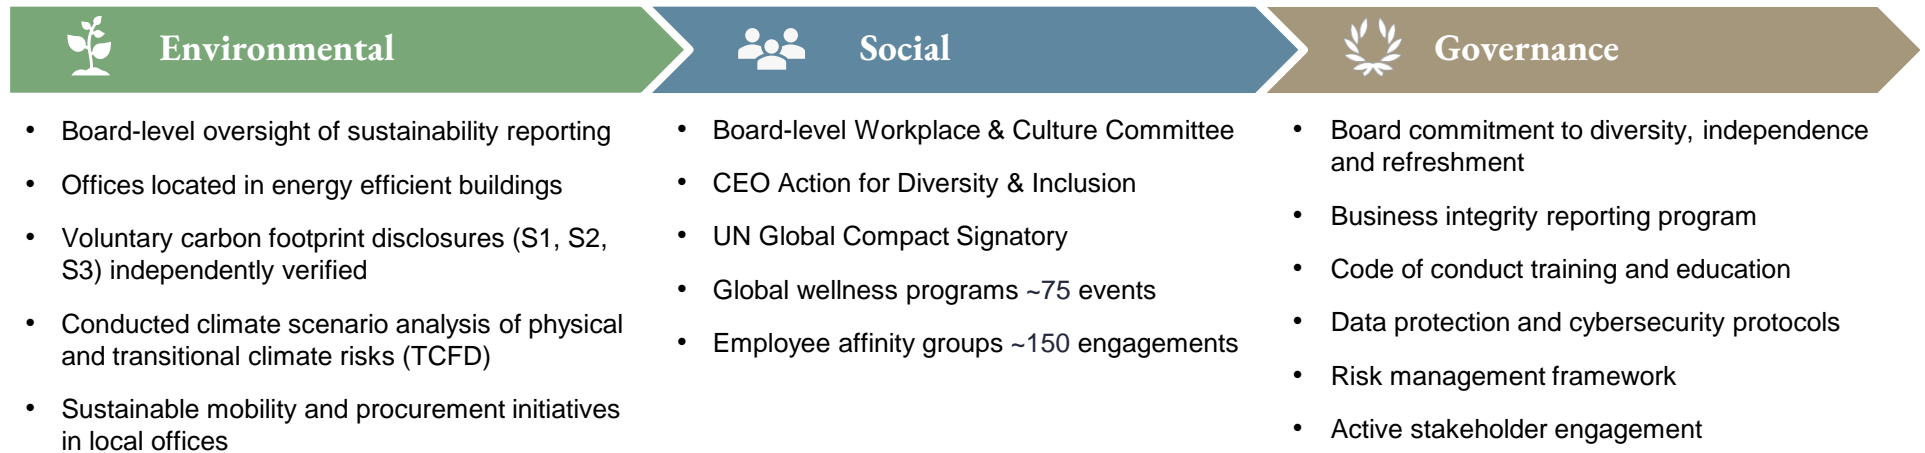 Environmental
• Board-level oversight of sustainability reporting
• Offices located in energy efficient buildings
• Voluntary carbon footprint disclosures (S1, S2,
S3) independently verified
• Conducted climate scenario analysis of physical
and transitional climate risks (TCFD)
• Sustainable mobility and procurement initiatives
in local offices
Social
• Board-level Workplace & Culture Committee
• CEO Action for Diversity & Inclusion
• UN Global Compact Signatory
• Global wellness programs ~75 events
• Employee affinity groups ~150 engagements
Governance
• Board commitment to diversity, independence
and refreshment
• Business integrity reporting program
• Code of conduct training and education
• Data protection and cybersecurity protocols
• Risk management framework
• Active stakeholder engagement